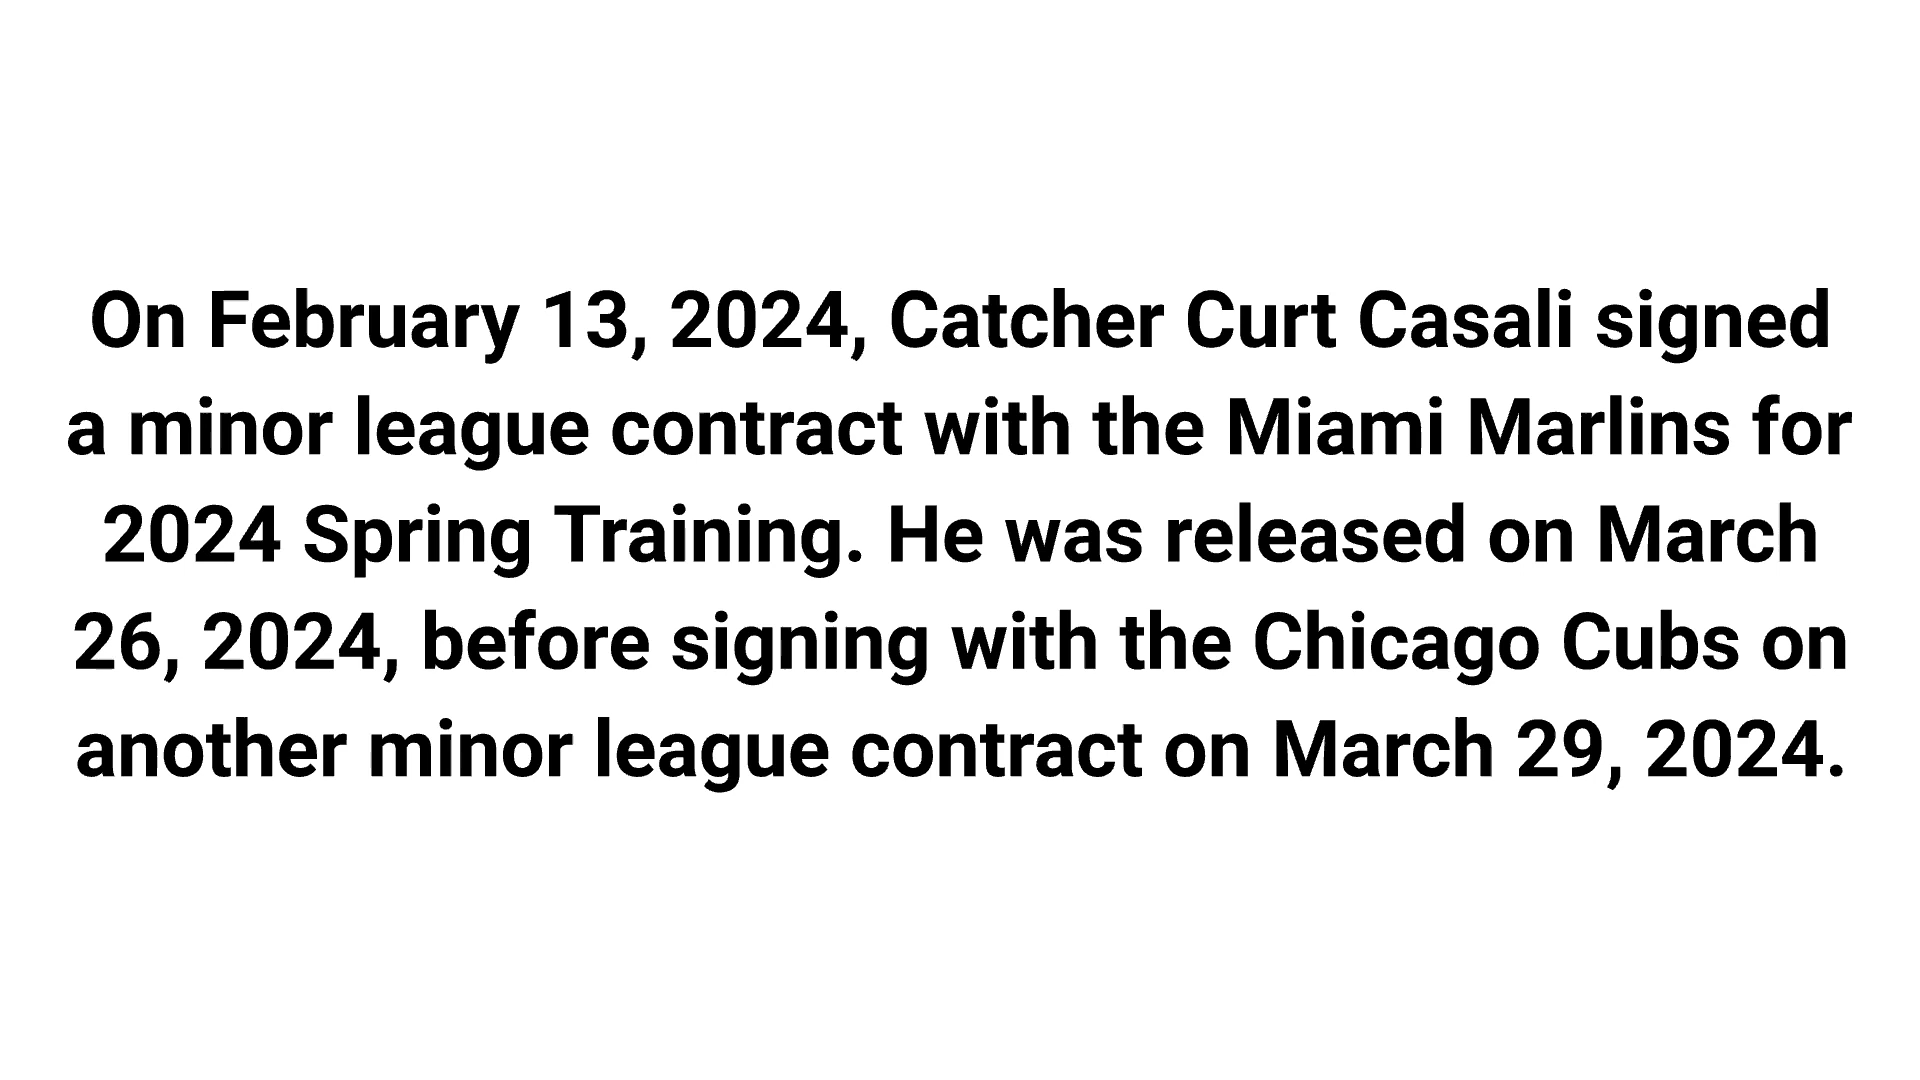 On February 13, 2024, Catcher Curt Casali signed
a minor league contract with the Miami Marlins for
2024 Spring Training. He was released on March
26, 2024, before signing with the Chicago Cubs on
another minor league contract on March 29, 2024.